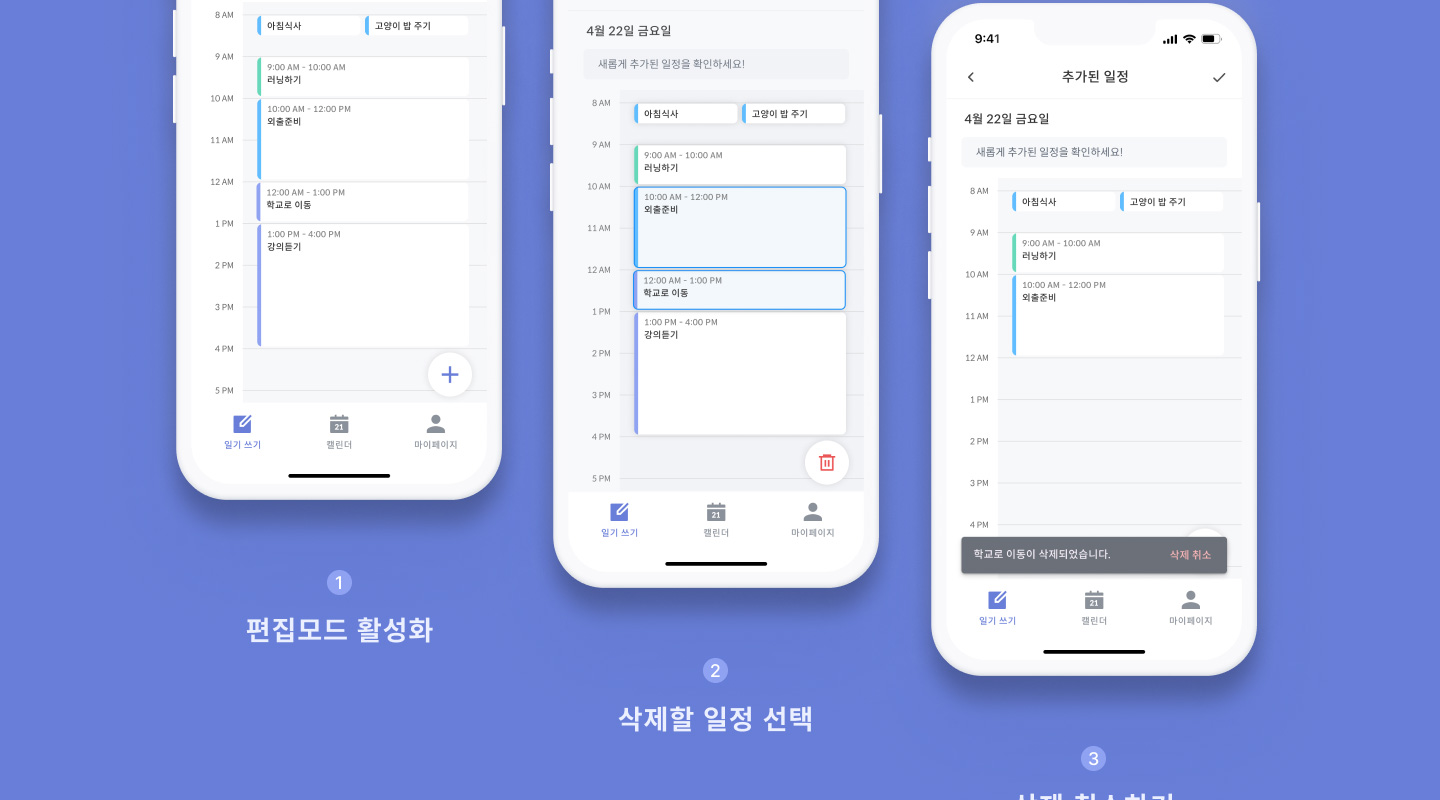 8 AM
아침식사
고양이 밥 주기
9 AM
9:00 AM - 10:00 AM
러닝하기
10 AM
10:00 AM - 12:00 PM
외출준비
11 AM
12 AM
12:00 AM - 1:00 PM
학교로 이동
1 PM
1:00 PM - 4:00 PM
강의듣기
2 PM
3 PM
4 PM
5 PM
21
일기 쓰기
캘린더
마이페이지
1
편집모드 활성화
4월 22일 금요일
새롭게 추가된 일정을 확인하세요!
8 AM
아침식사
고양이 밥 주기
9 AM
9:00 AM - 10:00 AM
러닝하기
10 AM
10:00 AM - 12:00 PM
외출준비
11 AM
12 AM
12:00 AM - 1:00 PM
학교로 이동
1 PM
1:00 PM - 4:00 PM
강의듣기
2 PM
3 PM
4 PM
5 PM
21
일기 쓰기
캘린더
마이페이지
2
삭제할 일정 선택
9:41
추가된 일정
4월 22일 금요일
새롭게 추가된 일정을 확인하세요!
8 AM
아침식사
고양이 밥 주기
9 AM
9:00 AM - 10:00 AM
러닝하기
10 AM
10:00 AM - 12:00 PM
외출준비
11 AM
12 AM
1 PM
2 PM
3 PM
4 PM
학교로 이동이 삭제되었습니다.
삭제 취소
21
일기 쓰기
캘린더
마이페이지
3